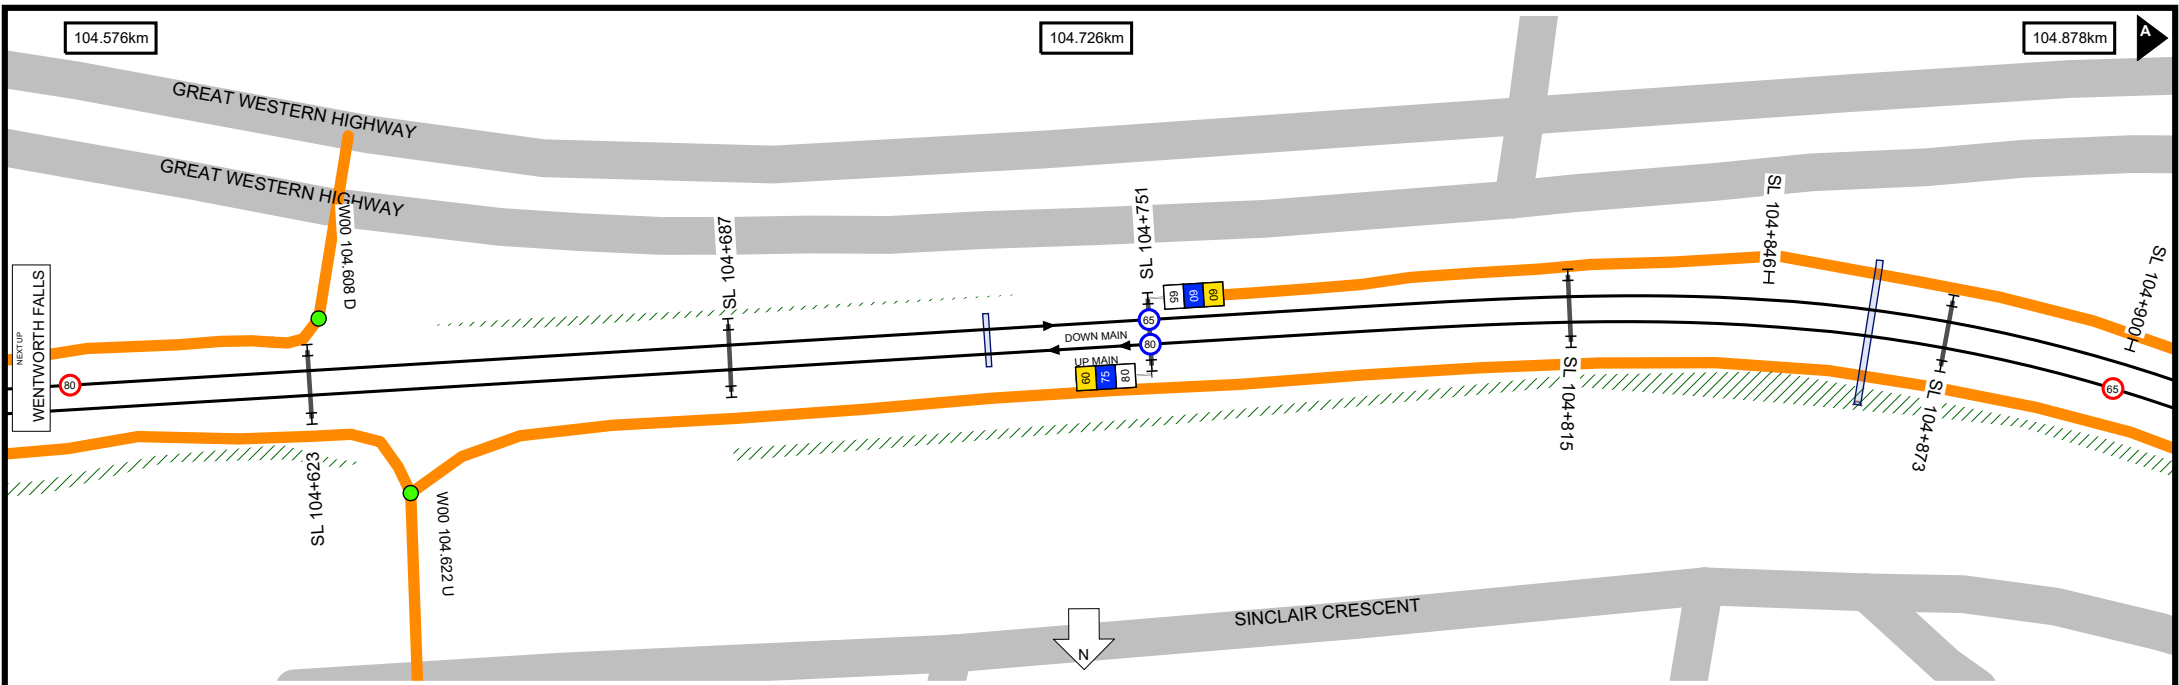 104.576km
104.726km
104.878km
A
GREAT WESTERN HIGHWAY
GREAT WESTERN HIGHWAY
W00 104.608 D
SL 104+687
SL 104+751
SL 104+846
SL 104+900
NEXT UP
WENTWORTH FALLS
80
65
60
60
65
DOWN MAIN
80
UP MAIN
60
75
80
65
SL 104+623
W00 104.622 U
SL 104+815
SL 104+873
SINCLAIR CRESCENT
N